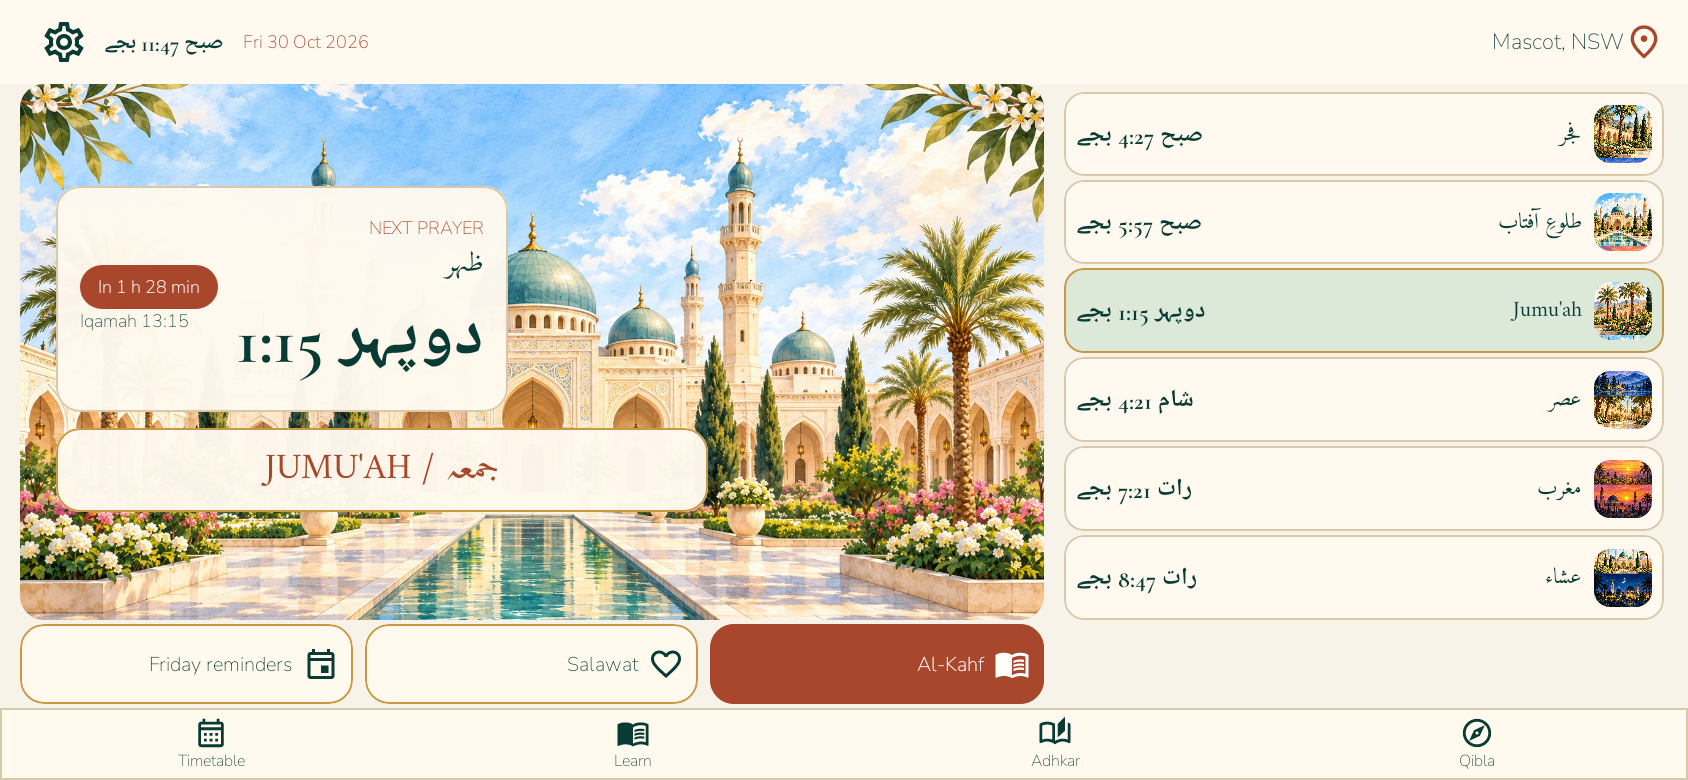 صبح 11:47 بجے
Fri 30 Oct 2026
Mascot, NSW
NEXT PRAYER
ظہر
In 1 h 28 min
Iqamah 13:15
دوپہر 1:15
JUMU'AH / جمعہ
فجر
صبح 4:27 بجے
طلوعِ آفتاب
صبح 5:57 بجے
Jumu'ah
دوپہر 1:15 بجے
عصر
شام 4:21 بجے
مغرب
رات 7:21 بجے
عشاء
رات 8:47 بجے
Al-Kahf
Salawat
Friday reminders
Timetable
Learn
Adhkar
Qibla